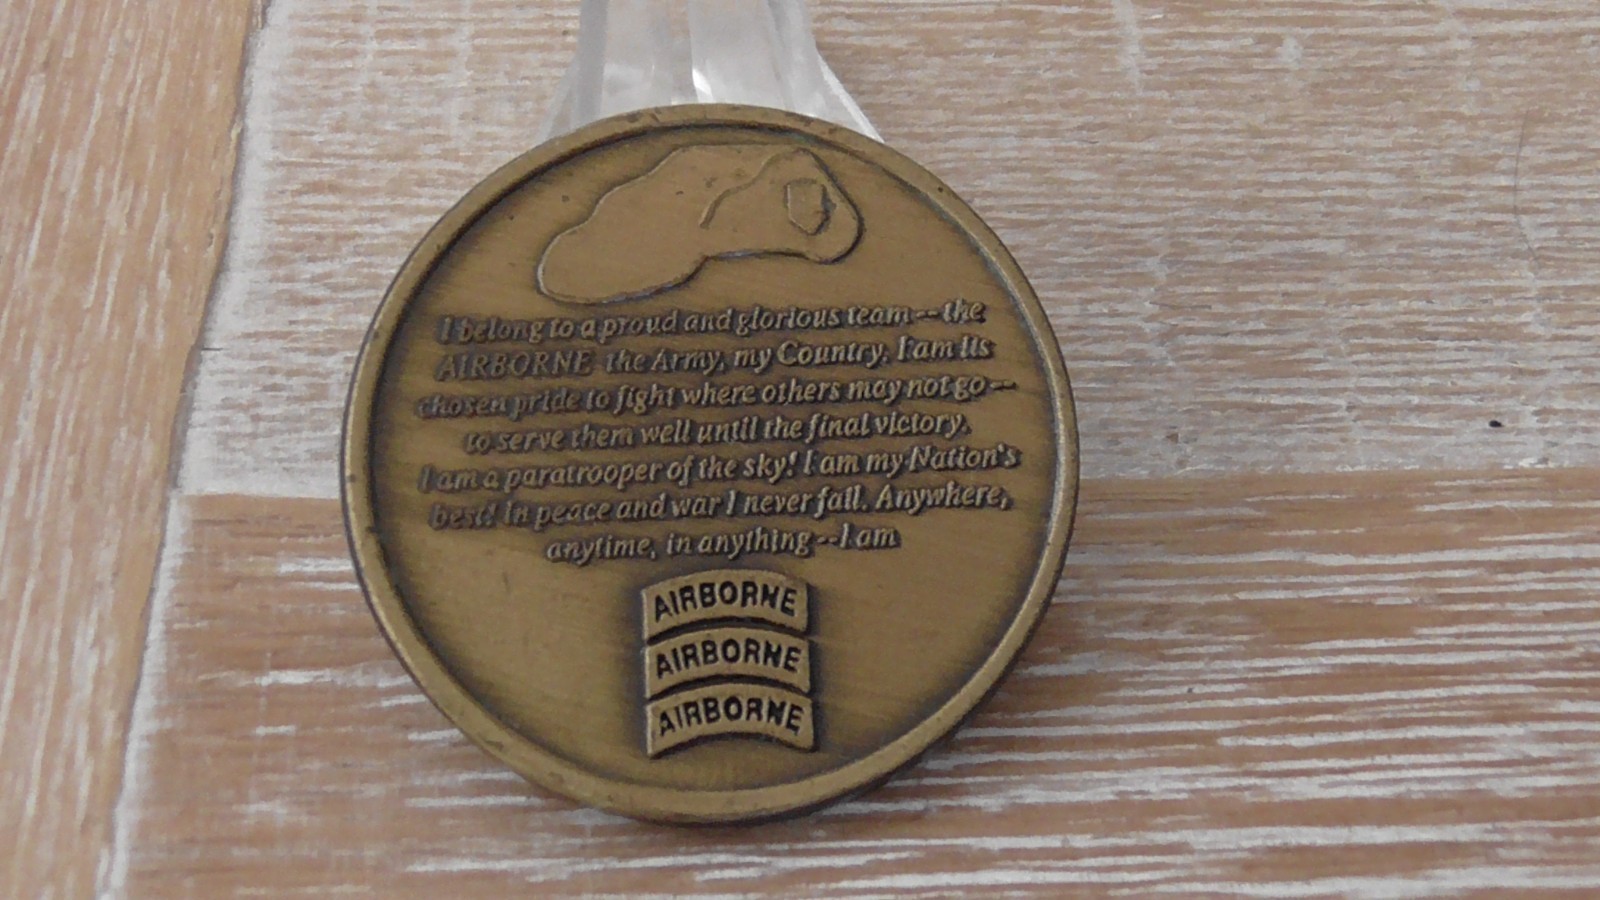 I belong to a proud and glorious team -- the
AIRBORNE the Army, my Country. I am its
chosen pride to fight where others may not go --
to serve them well until the final victory.
I am a paratrooper of the sky! I am my Nation's
best! In peace and war I never fail. Anywhere,
anytime, in anything -- I am
AIRBORNE
AIRBORNE
AIRBORNE